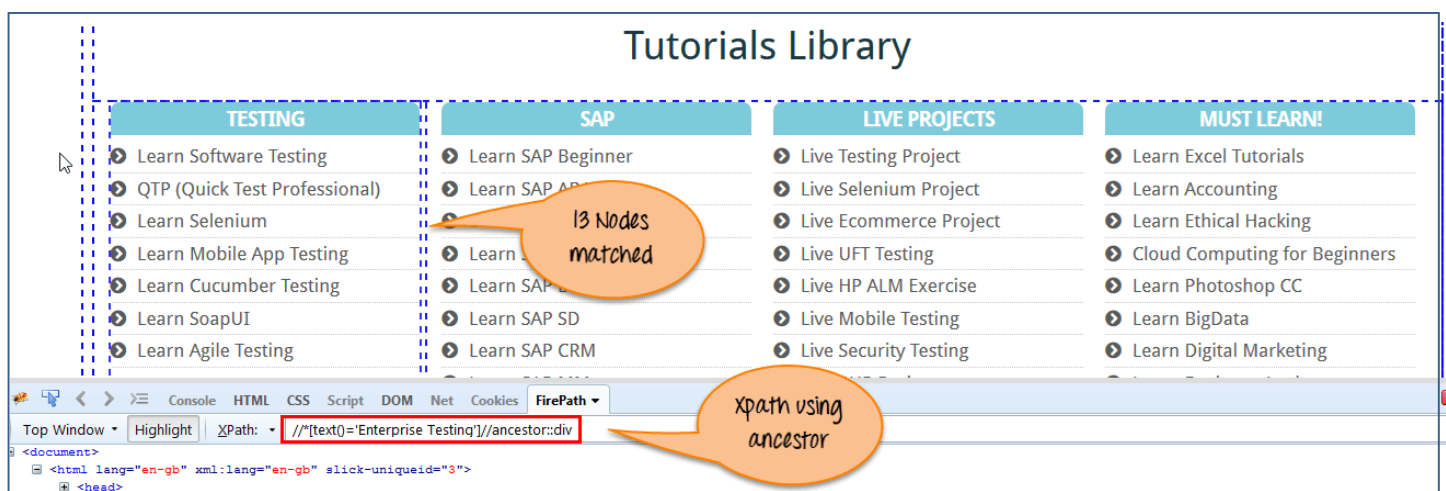 Tutorials Library
TESTING
Learn Software Testing
QTP (Quick Test Professional)
Learn Selenium
Learn Mobile App Testing
Learn Cucumber Testing
Learn SoapUI
Learn Agile Testing
SAP
Learn SAP Beginner
Learn SAP
Learn
Learn SAP
Learn SAP SD
Learn SAP CRM
13 Nodes
matched
LIVE PROJECTS
Live Testing Project
Live Selenium Project
Live Ecommerce Project
Live UFT Testing
Live HP ALM Exercise
Live Mobile Testing
Live Security Testing
MUST LEARN!
Learn Excel Tutorials
Learn Accounting
Learn Ethical Hacking
Cloud Computing for Beginners
Learn Photoshop CC
Learn BigData
Learn Digital Marketing
Console HTML CSS Script DOM Net Cookies FirePath
Top Window Highlight XPath: //*[text()='Enterprise Testing']//ancestor::div
Xpath using
ancestor
<document>
<html lang="en-gb" xml:lang="en-gb" slick-uniqueid="3">
<head>